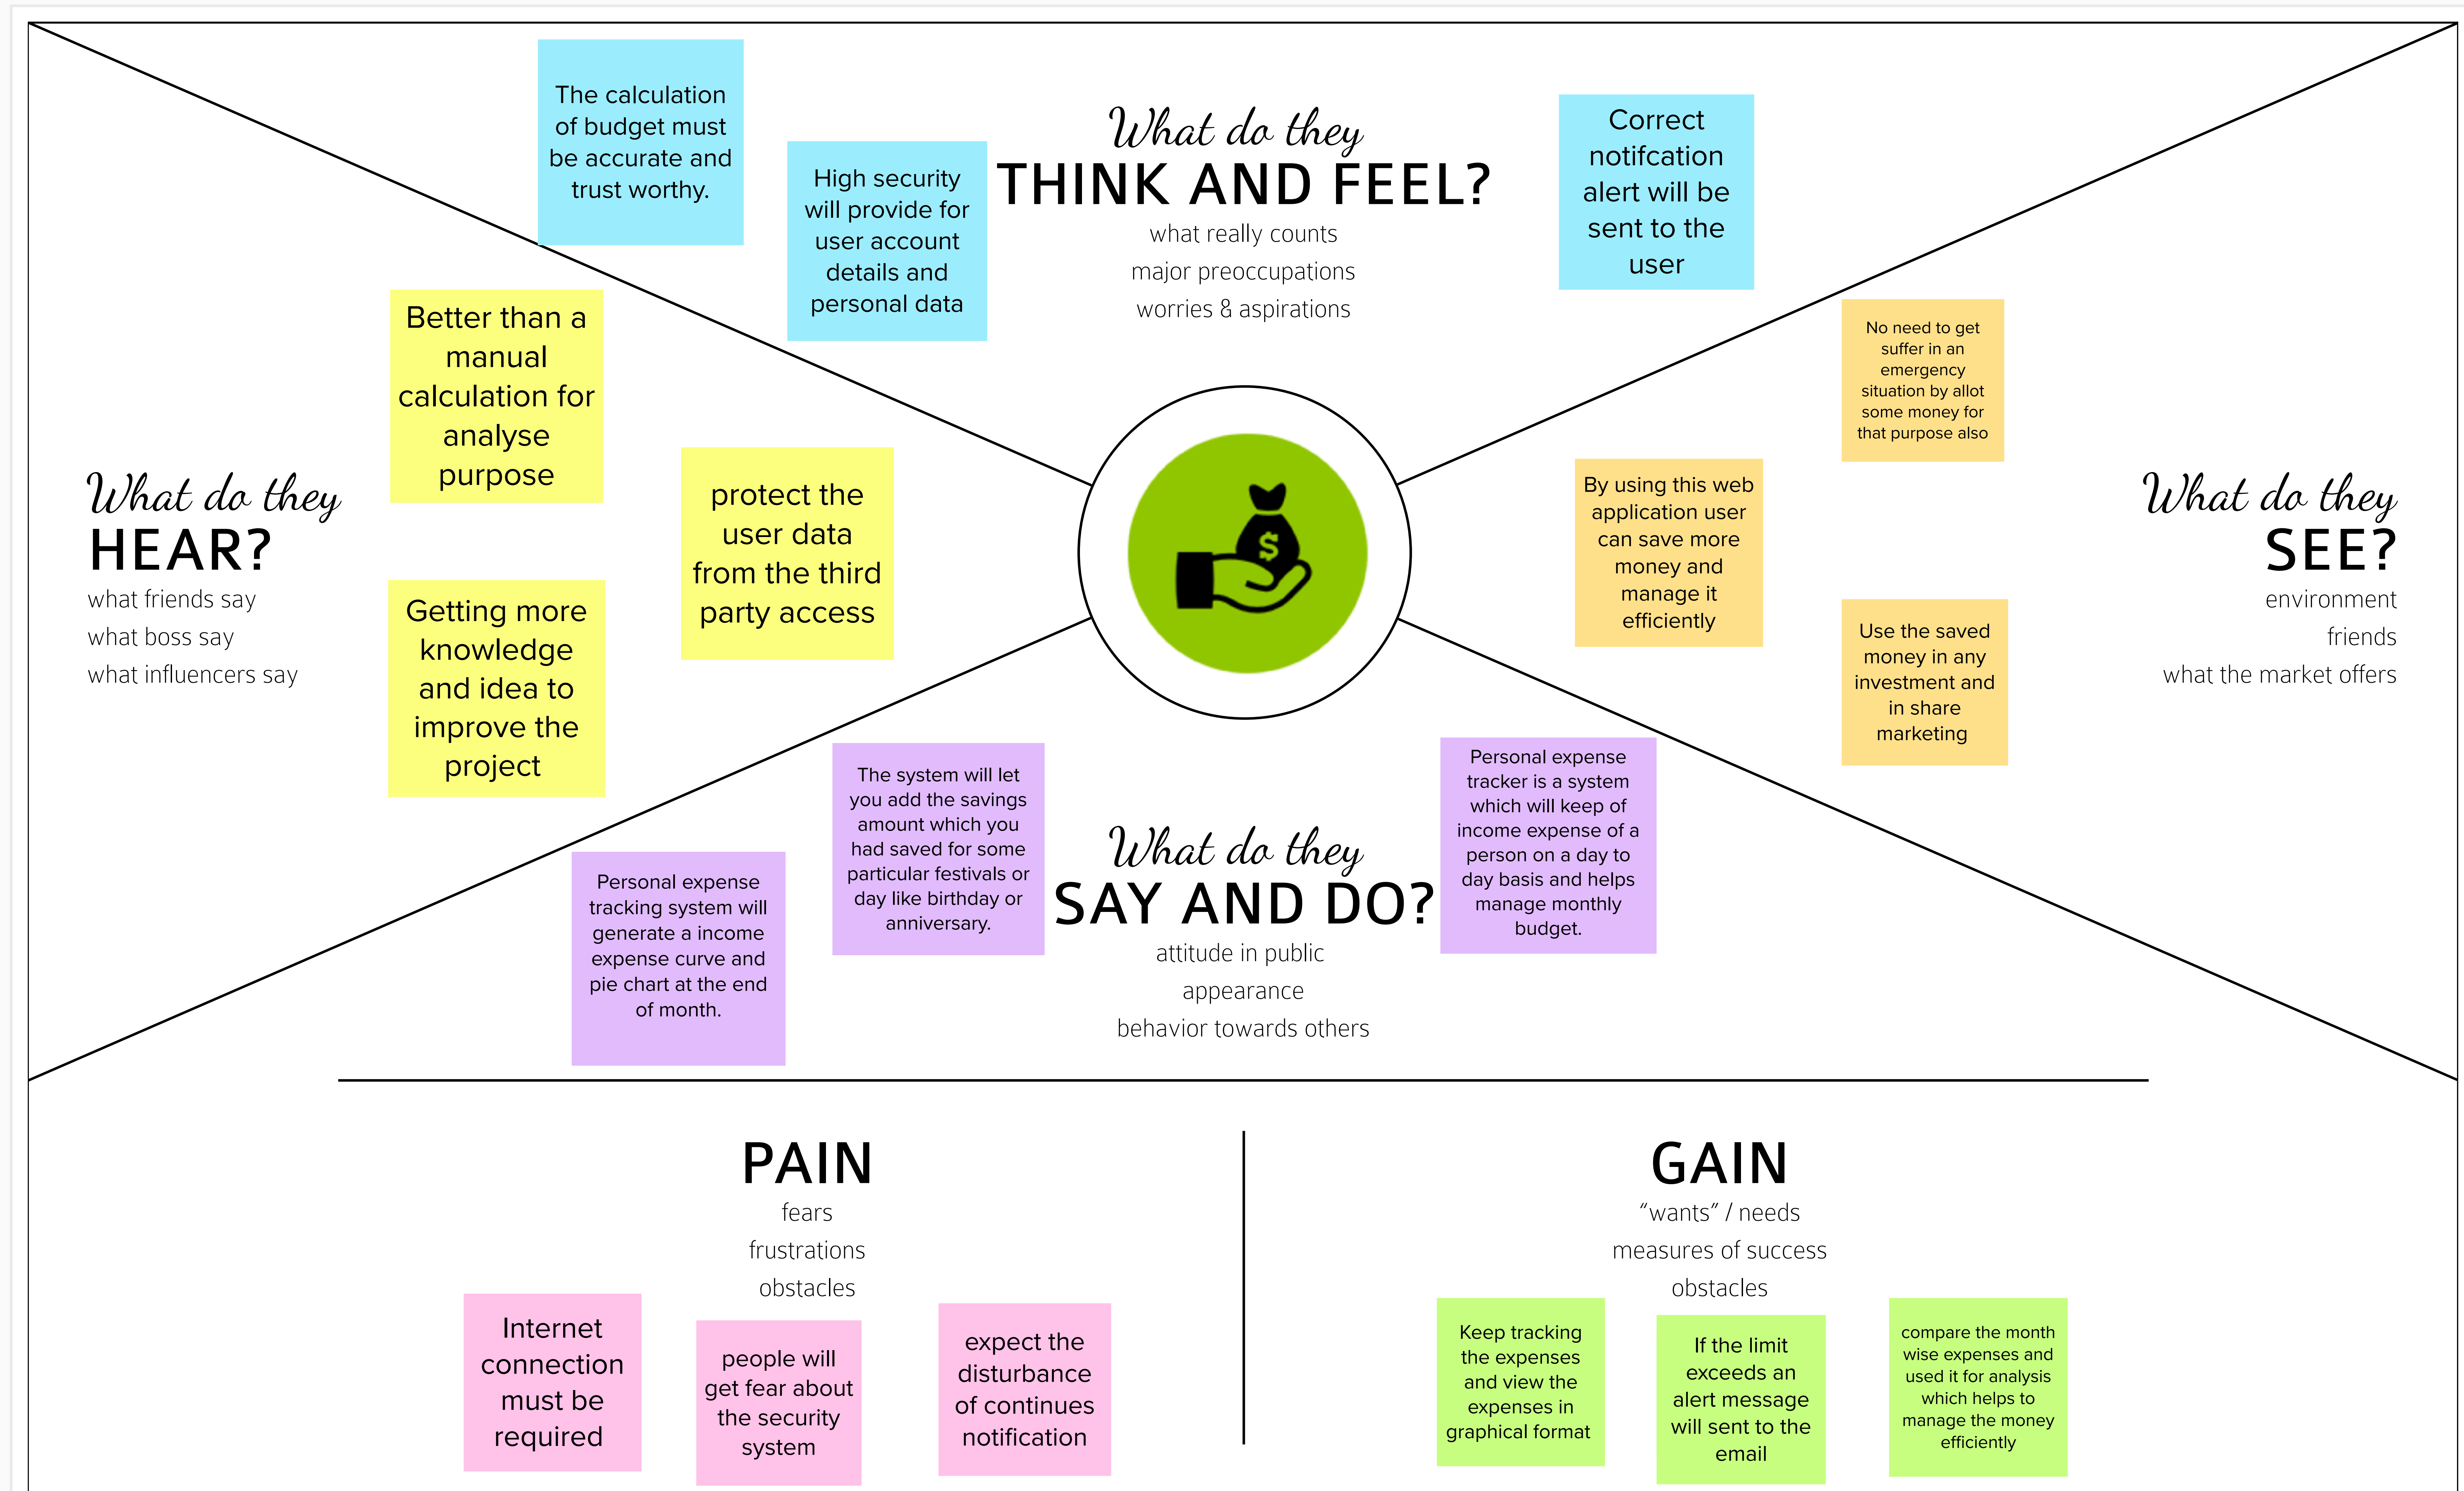 The calculation
of budget must
be accurate and
trust worthy.
High security
will provide for
user account
details and
personal data
What do they
THINK AND FEEL?
what really counts
major preoccupations
worries & aspirations
Correct
notifcation
alert will be
sent to the
user
What do they
HEAR?
what friends say
what boss say
what influencers say
Better than a
manual
calculation for
analyse
purpose
protect the
user data
from the third
party access
Getting more
knowledge
and idea to
improve the
project
$
No need to get
suffer in an
emergency
situation by allot
some money for
that purpose also
By using this web
application user
can save more
money and
manage it
efficiently
Use the saved
money in any
investment and
in share
marketing
What do they
SEE?
environment
friends
what the market offers
Personal expense
tracking system will
generate a income
expense curve and
pie chart at the end
of month.
The system will let
you add the savings
amount which you
had saved for some
particular festivals or
day like birthday or
anniversary.
What do they
SAY AND DO?
attitude in public
appearance
behavior towards others
Personal expense
tracker is a system
which will keep of
income expense of a
person on a day to
day basis and helps
manage monthly
budget.
PAIN
fears
frustrations
obstacles
Internet
connection
must be
required
people will
get fear about
the security
system
expect the
disturbance
of continues
notification
GAIN
“wants” / needs
measures of success
obstacles
Keep tracking
the expenses
and view the
expenses in
graphical format
If the limit
exceeds an
alert message
will sent to the
email
compare the month
wise expenses and
used it for analysis
which helps to
manage the money
efficiently